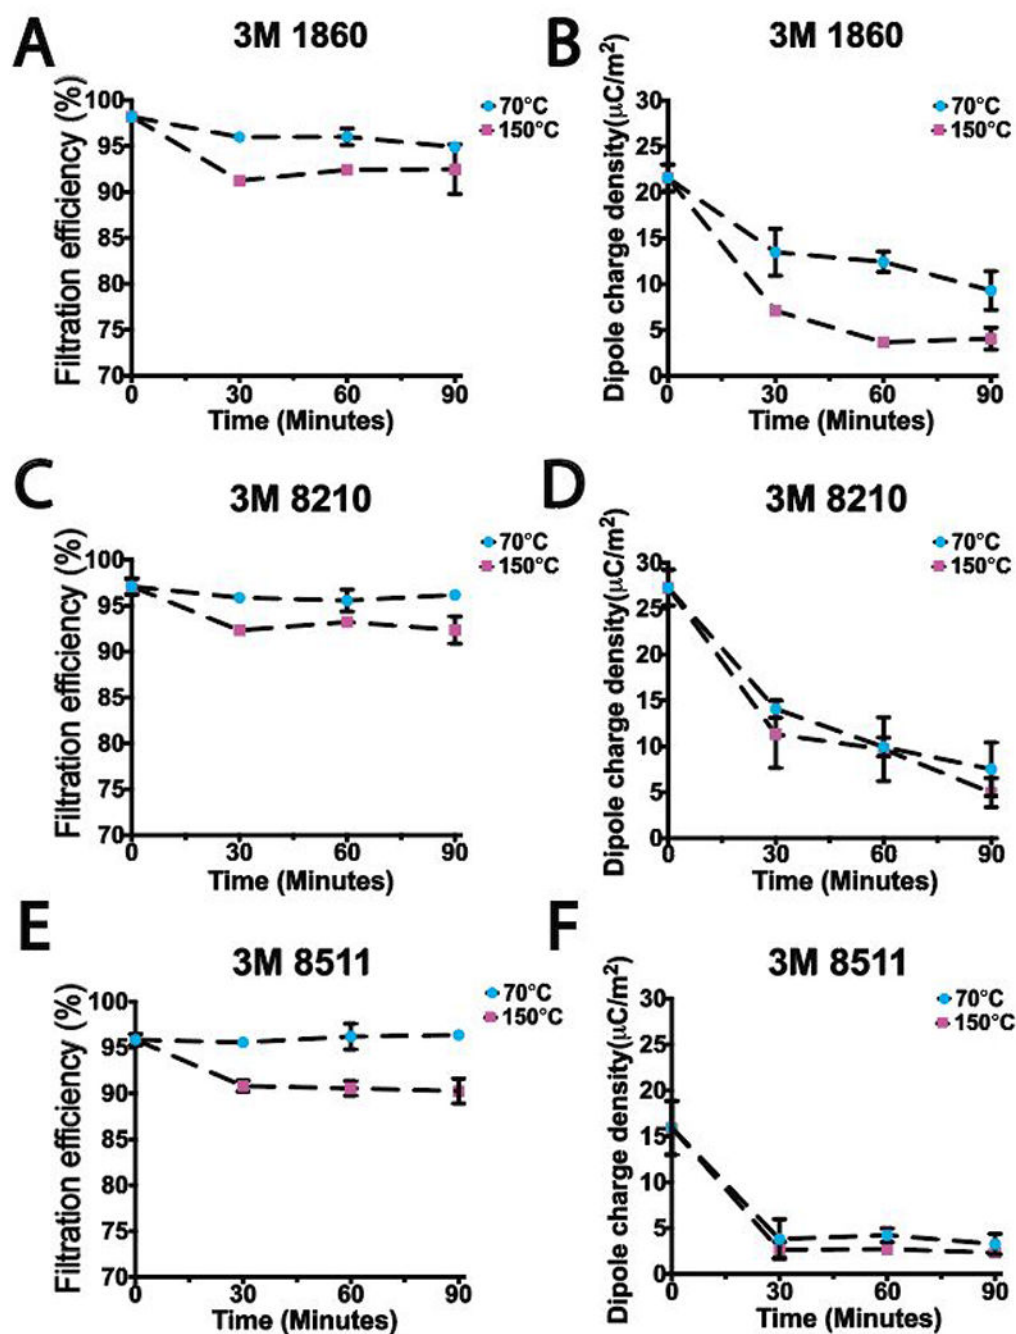 A
3M 1860
Filtration efficiency (%)
100
95
90
85
80
75
70
0 30 60 90
Time (Minutes)
70°C
150°C
B
3M 1860
Dipole charge density(μC/m²)
30
25
20
15
10
5
0
0 30 60 90
Time (Minutes)
70°C
150°C
C
3M 8210
Filtration efficiency (%)
100
95
90
85
80
75
70
0 30 60 90
Time (Minutes)
70°C
150°C
D
3M 8210
Dipole charge density(μC/m²)
30
25
20
15
10
5
0
0 30 60 90
Time (Minutes)
70°C
150°C
E
3M 8511
Filtration efficiency (%)
100
95
90
85
80
75
70
0 30 60 90
Time (Minutes)
70°C
150°C
F
3M 8511
Dipole charge density(μC/m²)
30
25
20
15
10
5
0
0 30 60 90
Time (Minutes)
70°C
150°C